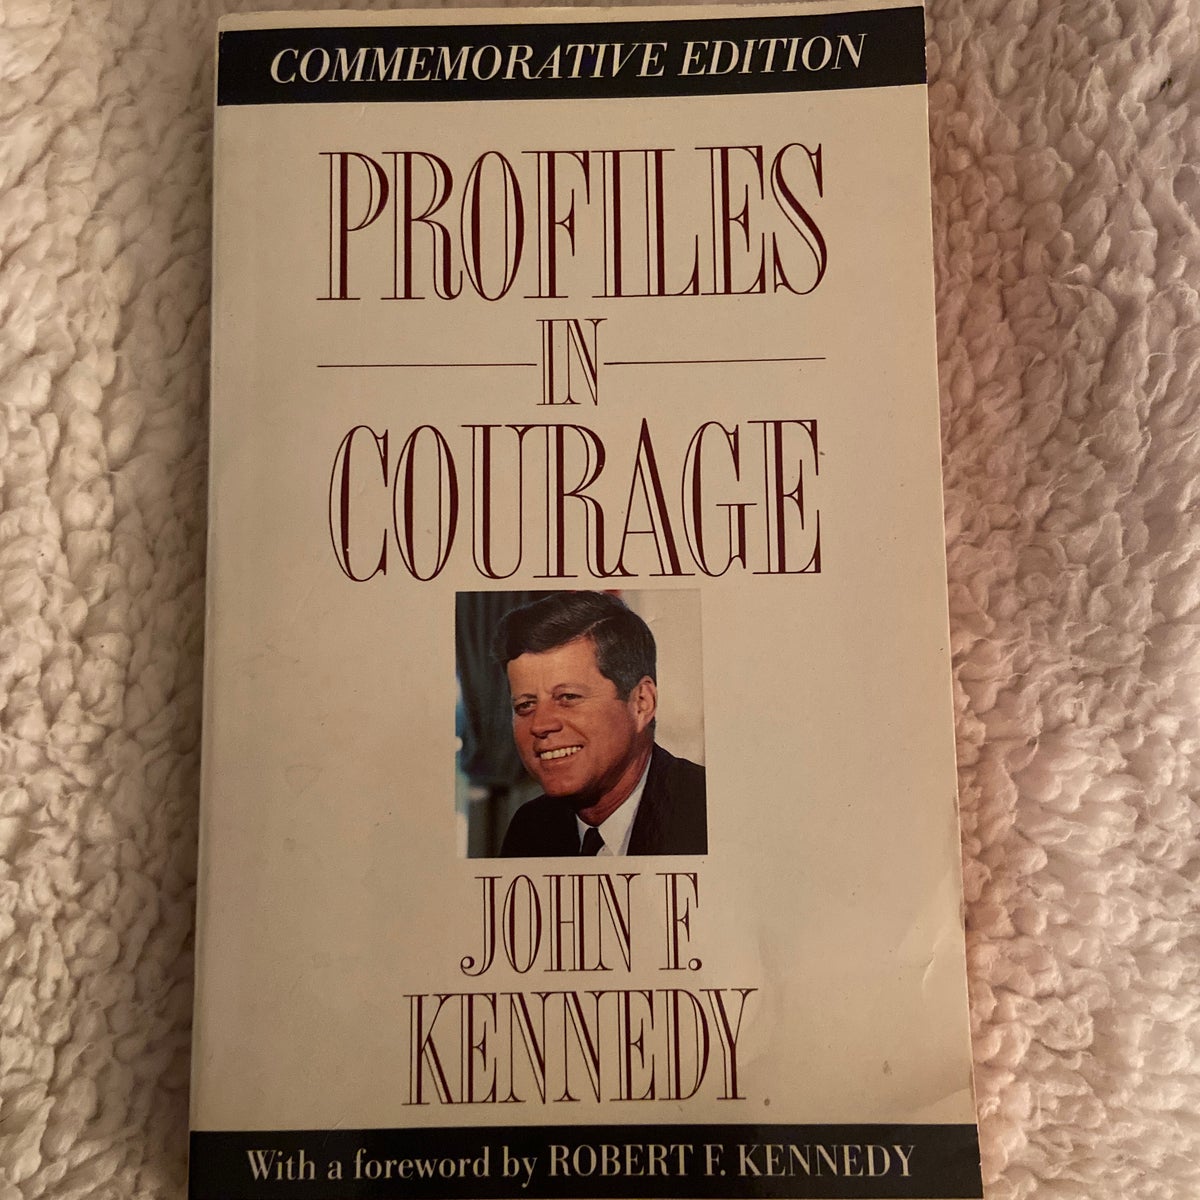 COMMEMORATIVE EDITION
PROFILES
IN
COURAGE
JOHN F.
KENNEDY
With a foreword by ROBERT F. KENNEDY